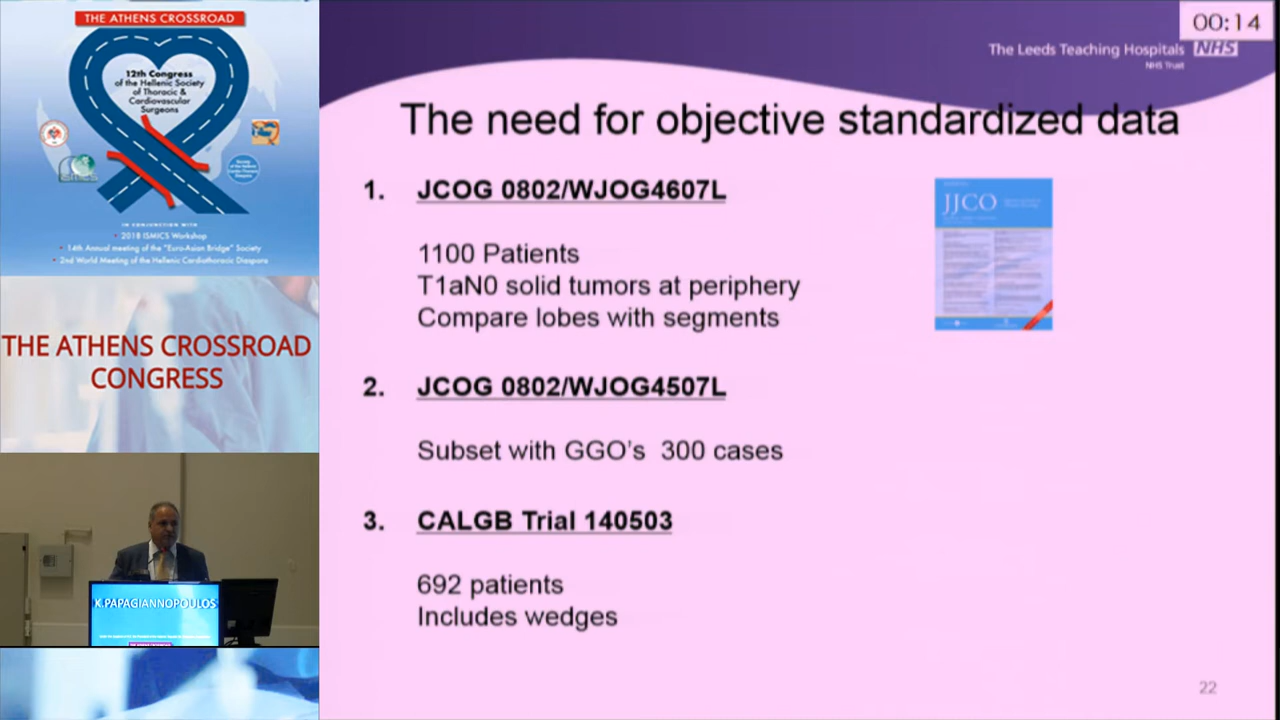 THE ATHENS CROSSROAD
12th Congress
of the Hellenic Society
of Thoracic &
Cardiovascular
Surgeons
IN CONJUNCTION WITH
• 2018 ISMICS Workshop
• 14th Annual meeting of the "Euro-Asian Bridge" Society
• 2nd World Meeting of the Hellenic Cardiothoracic Diaspora
THE ATHENS CROSSROAD
CONGRESS
K.PAPAGIANNOPOULOS
00:14
The Leeds Teaching Hospitals NHS
NHS Trust
The need for objective standardized data
1. JCOG 0802/WJOG4607L
1100 Patients
T1aN0 solid tumors at periphery
Compare lobes with segments
JJCO
2. JCOG 0802/WJOG4507L
Subset with GGO's 300 cases
3. CALGB Trial 140503
692 patients
Includes wedges
22